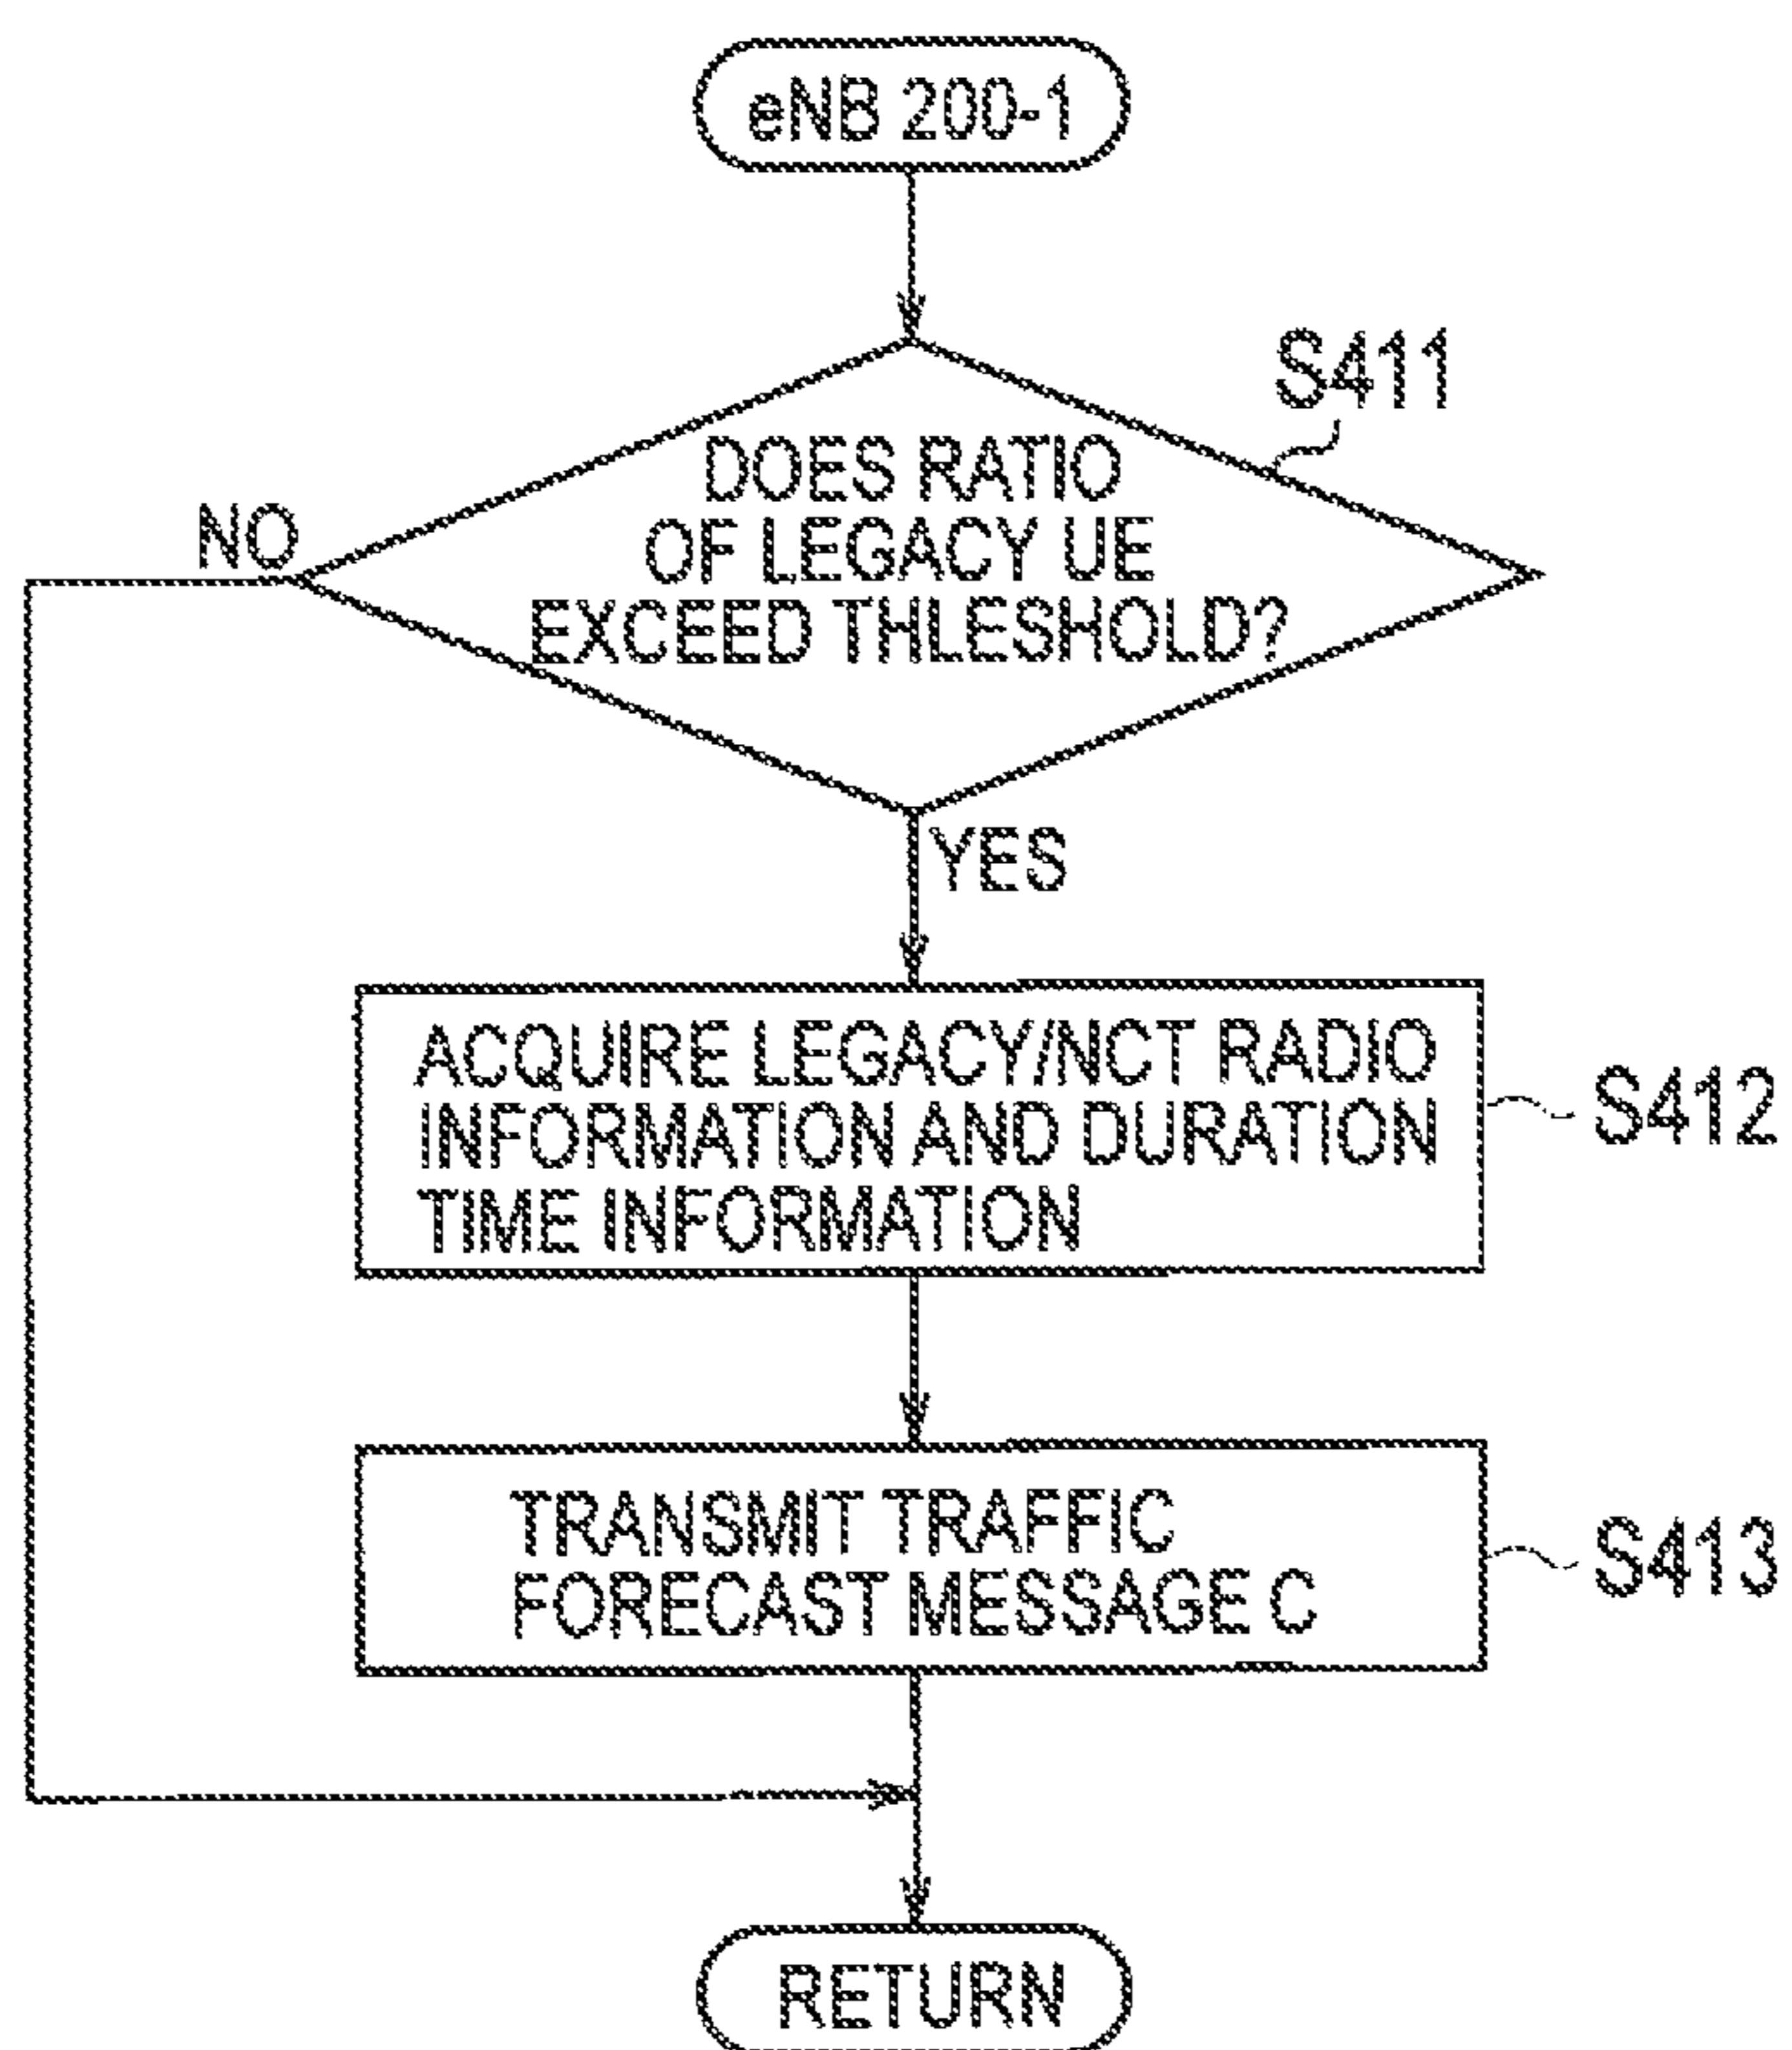 eNB 200-1
S411
DOES RATIO
OF LEGACY UE
EXCEED THLESHOLD?
NO
YES
ACQUIRE LEGACY/NCT RADIO
INFORMATION AND DURATION
TIME INFORMATION
S412
TRANSMIT TRAFFIC
FORECAST MESSAGE C
S413
RETURN